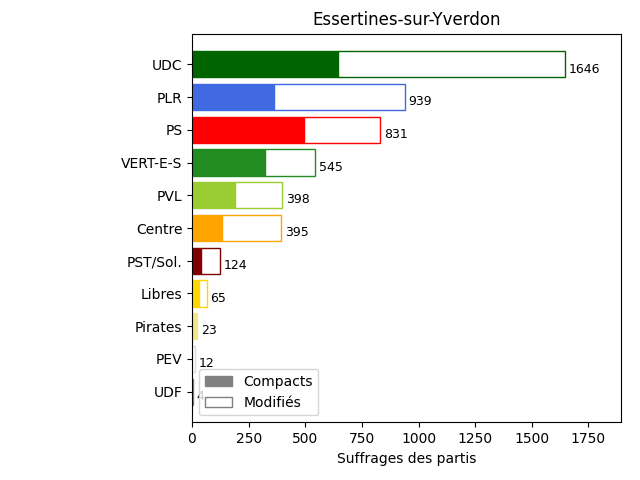 Essertines-sur-Yverdon
UDC 1646
PLR 939
PS 831
VERT-E-S 545
PVL 398
Centre 395
PST/Sol. 124
Libres 65
Pirates 23
PEV 12
UDF 4
Compacts
Modifiés
0 250 500 750 1000 1250 1500 1750
Suffrages des partis